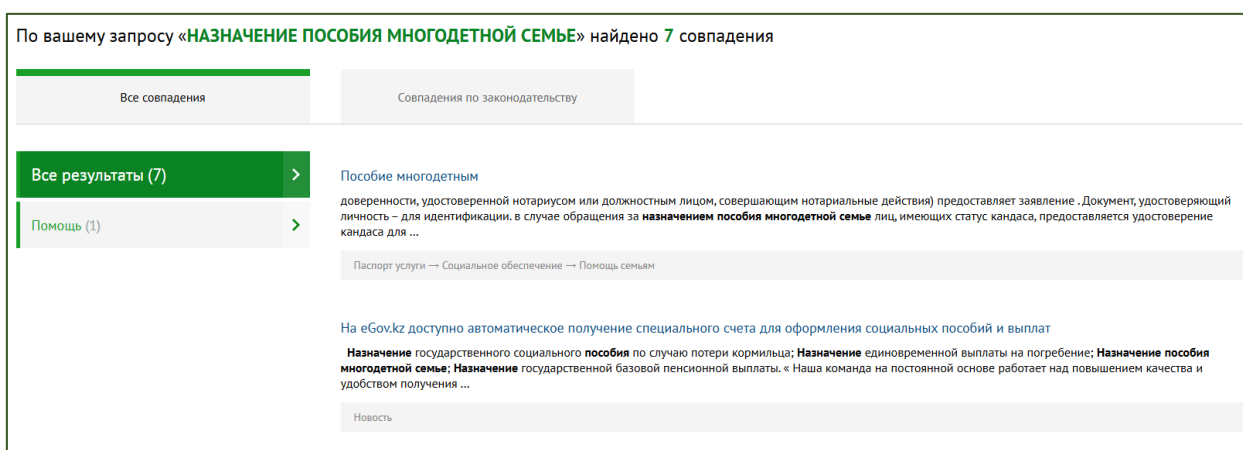 По вашему запросу «НАЗНАЧЕНИЕ ПОСОБИЯ МНОГОДЕТНОЙ СЕМЬЕ» найдено 7 совпадения
Все совпадения
Совпадения по законодательству
Все результаты (7)
Помощь (1)
Пособие многодетным
доверенности, удостоверенной нотариусом или должностным лицом, совершающим нотариальные действия) предоставляет заявление . Документ, удостоверяющий
личность – для идентификации. в случае обращения за назначением пособия многодетной семье лиц, имеющих статус кандаса, предоставляется удостоверение
кандаса для ...
Паспорт услуги → Социальное обеспечение → Помощь семьям
На eGov.kz доступно автоматическое получение специального счета для оформления социальных пособий и выплат
Назначение государственного социального пособия по случаю потери кормильца; Назначение единовременной выплаты на погребение; Назначение пособия
многодетной семье; Назначение государственной базовой пенсионной выплаты. « Наша команда на постоянной основе работает над повышением качества и
удобством получения ...
Новость